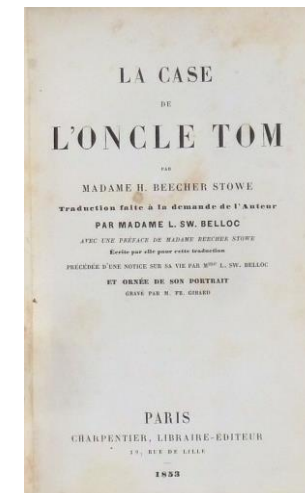 LA CASE
DE
L'ONCLE TOM
PAR
MADAME H. BEECHER STOWE
Traduction faite à la demande de l'Auteur
PAR MADAME L. SW. BELLOC
AVEC UNE PRÉFACE DE MADAME BEECHER STOWE
Écrite par elle pour cette traduction
PRÉCÉDÉE D'UNE NOTICE SUR SA VIE PAR Mme L. SW. BELLOC
ET ORNÉE DE SON PORTRAIT
GRAVÉ PAR M. FR. GIRARD
PARIS
CHARPENTIER, LIBRAIRE-ÉDITEUR
19, RUE DE LILLE
1853